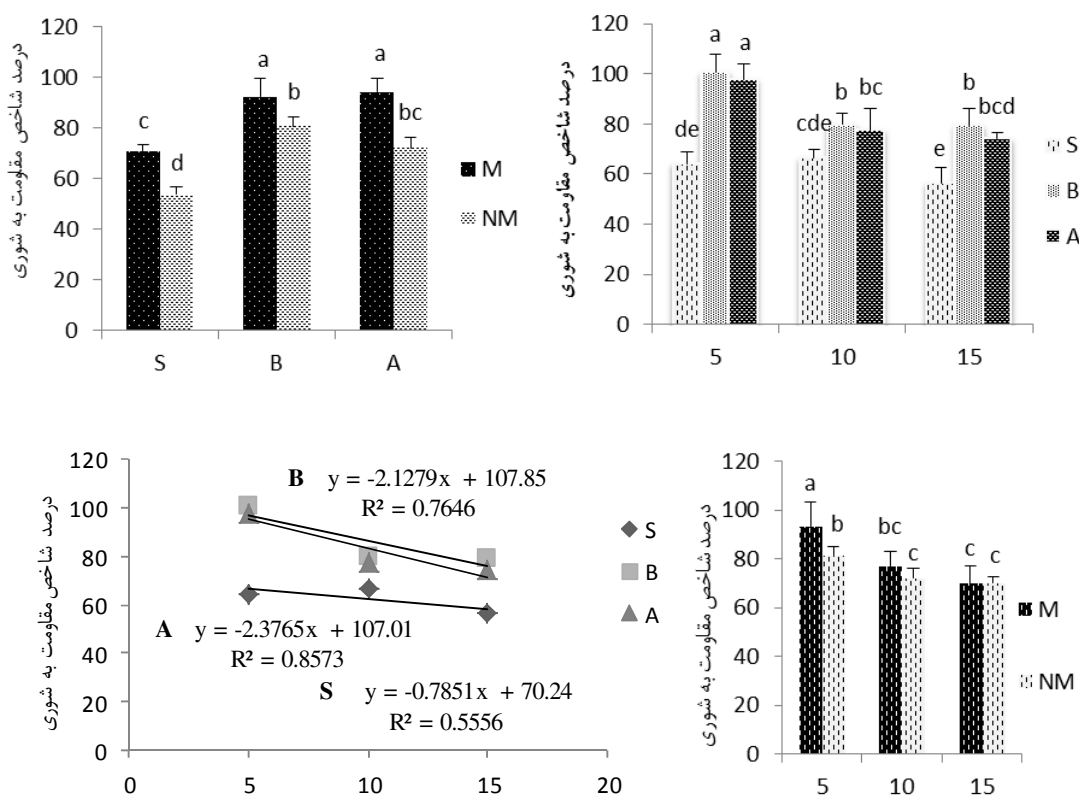 درصد شاخص مقاومت به شوری
120
100
80
60
40
20
0
c
d
a
b
a
bc
S
B
A
M
NM
درصد شاخص مقاومت به شوری
120
100
80
60
40
20
0
de
a
a
cde
b
bc
e
b
bcd
5
10
15
S
B
A
درصد شاخص مقاومت به شوری
120
100
80
60
40
20
0
B y = -2.1279x + 107.85
R² = 0.7646
A y = -2.3765x + 107.01
R² = 0.8573
S y = -0.7851x + 70.24
R² = 0.5556
0
5
10
15
20
S
B
A
درصد شاخص مقاومت به شوری
120
100
80
60
40
20
0
a
b
bc
c
c
c
5
10
15
M
NM